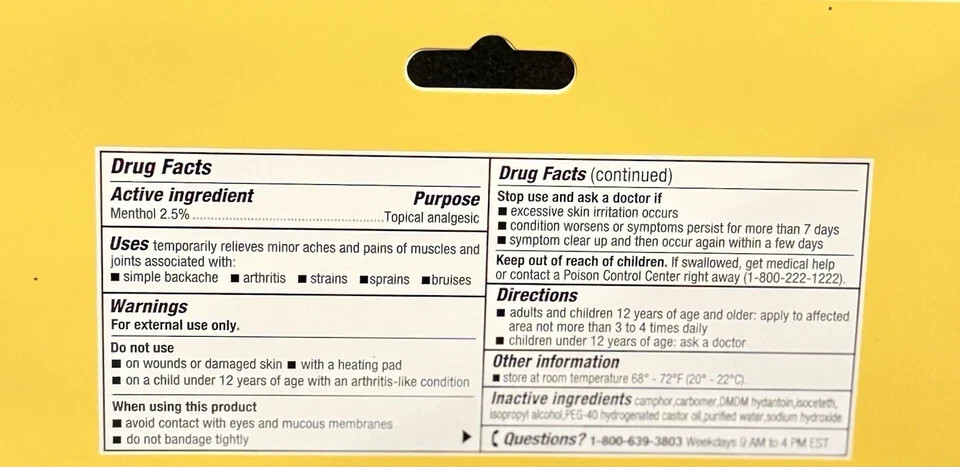 Drug Facts
Active ingredient Purpose
Menthol 2.5%..............................................Topical analgesic
Uses temporarily relieves minor aches and pains of muscles and
joints associated with:
■ simple backache ■ arthritis ■ strains ■sprains ■bruises
Warnings
For external use only.
Do not use
■ on wounds or damaged skin ■ with a heating pad
■ on a child under 12 years of age with an arthritis-like condition
When using this product
■ avoid contact with eyes and mucous membranes
■ do not bandage tightly
Drug Facts (continued)
Stop use and ask a doctor if
■ excessive skin irritation occurs
■ condition worsens or symptoms persist for more than 7 days
■ symptom clear up and then occur again within a few days
Keep out of reach of children. If swallowed, get medical help
or contact a Poison Control Center right away (1-800-222-1222).
Directions
■ adults and children 12 years of age and older: apply to affected
area not more than 3 to 4 times daily
■ children under 12 years of age: ask a doctor
Other information
■ store at room temperature 68° - 72°F (20° - 22°C).
Inactive ingredients camphor,carbomer,DMDM hydantoin,isoceteth,
isopropyl alcohol,PEG-40 hydrogenated castor oil,purified water,sodium hydroxide
Questions? 1-800-639-3803 Weekdays 9 AM to 4 PM EST